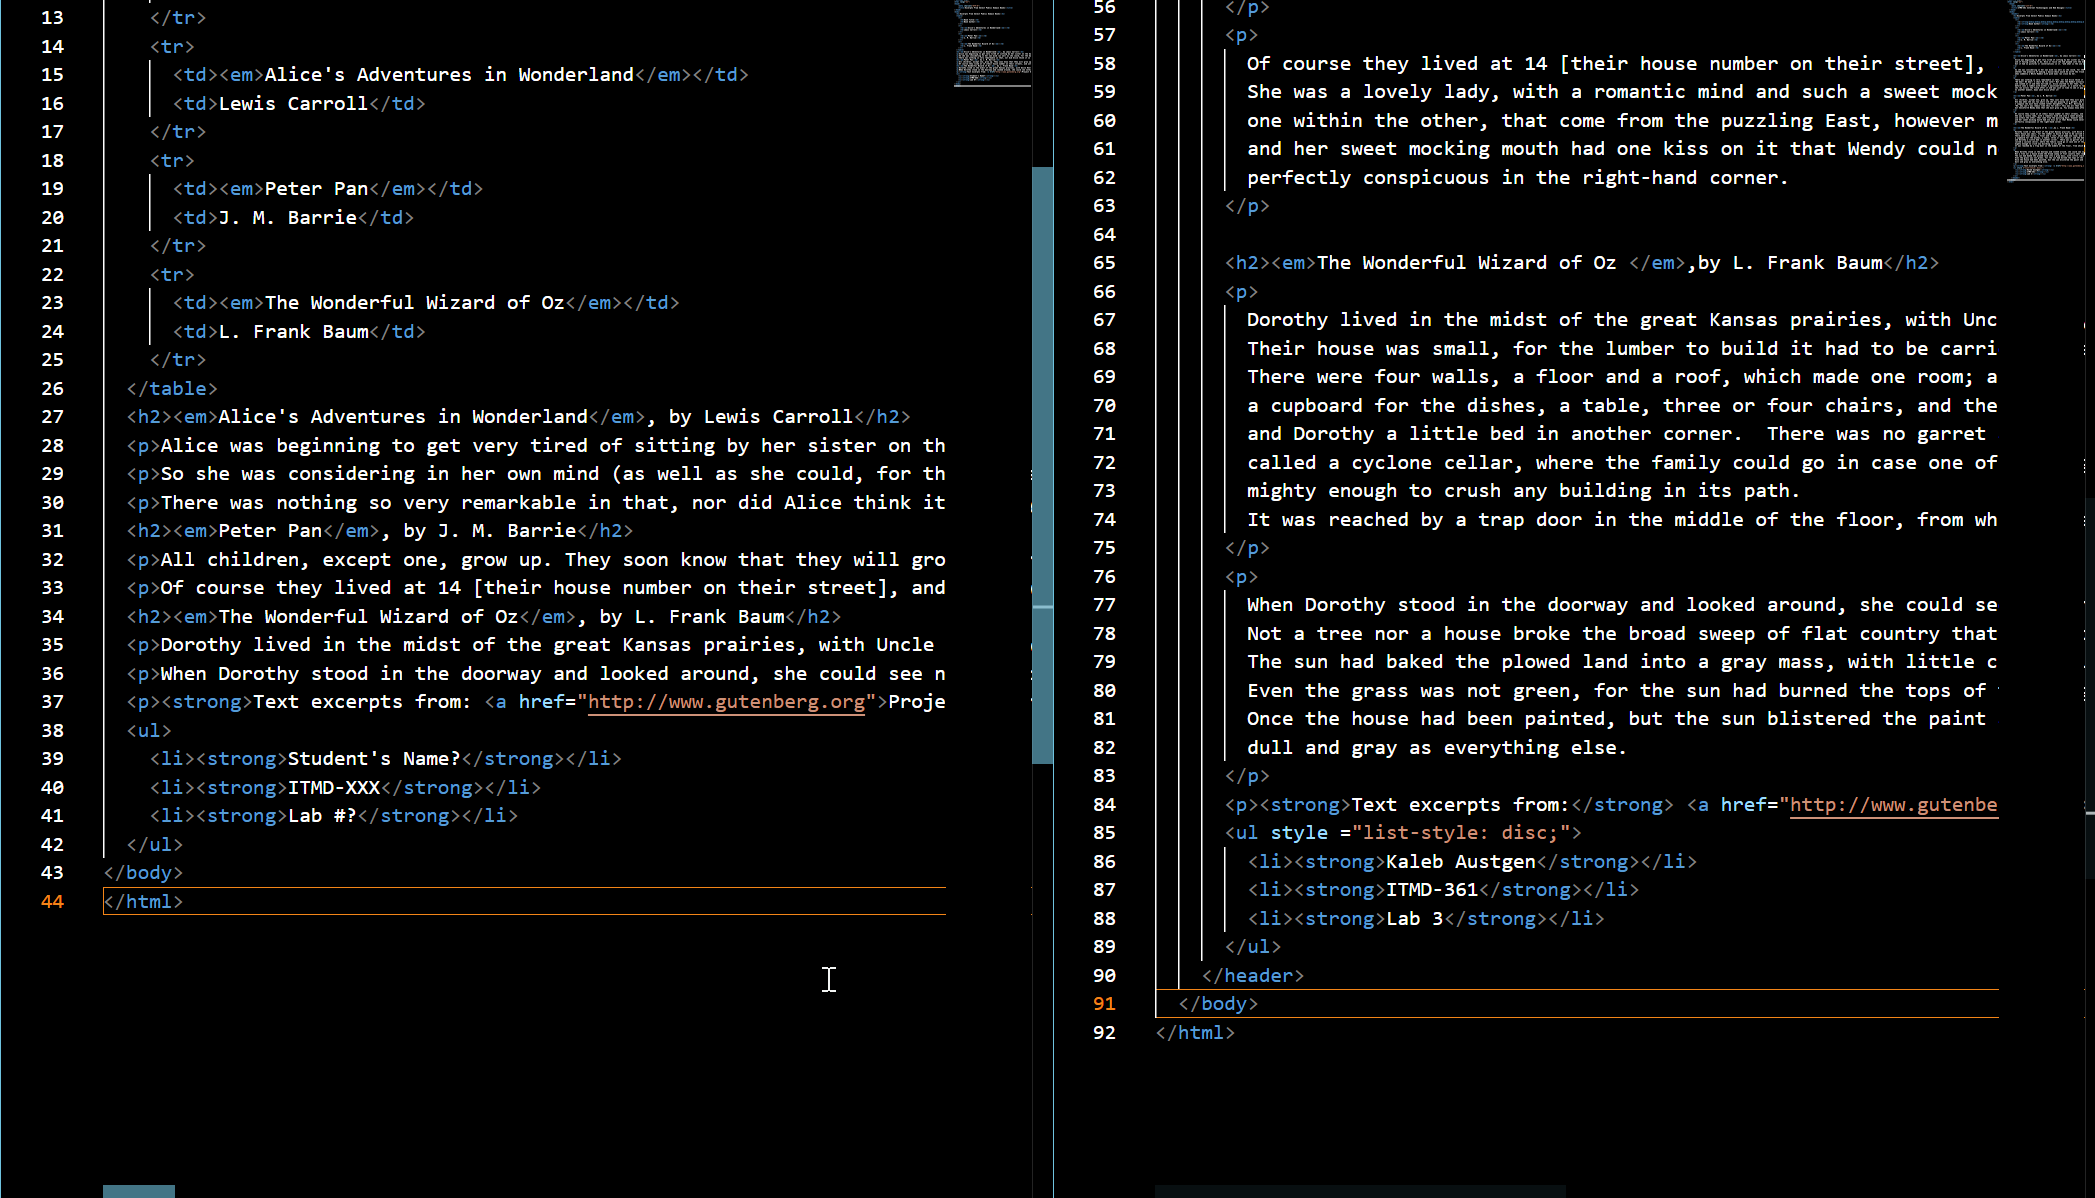 13 </tr>
14 <tr>
15 <td><em>Alice's Adventures in Wonderland</em></td>
16 <td>Lewis Carroll</td>
17 </tr>
18 <tr>
19 <td><em>Peter Pan</em></td>
20 <td>J. M. Barrie</td>
21 </tr>
22 <tr>
23 <td><em>The Wonderful Wizard of Oz</em></td>
24 <td>L. Frank Baum</td>
25 </tr>
26 </table>
27 <h2><em>Alice's Adventures in Wonderland</em>, by Lewis Carroll</h2>
28 <p>Alice was beginning to get very tired of sitting by her sister on th
29 <p>So she was considering in her own mind (as well as she could, for th
30 <p>There was nothing so very remarkable in that, nor did Alice think it
31 <h2><em>Peter Pan</em>, by J. M. Barrie</h2>
32 <p>All children, except one, grow up. They soon know that they will gro
33 <p>Of course they lived at 14 [their house number on their street], and
34 <h2><em>The Wonderful Wizard of Oz</em>, by L. Frank Baum</h2>
35 <p>Dorothy lived in the midst of the great Kansas prairies, with Uncle
36 <p>When Dorothy stood in the doorway and looked around, she could see n
37 <p><strong>Text excerpts from: <a href="http://www.gutenberg.org">Proje
38 <ul>
39 <li><strong>Student's Name?</strong></li>
40 <li><strong>ITMD-XXX</strong></li>
41 <li><strong>Lab #?</strong></li>
42 </ul>
43 </body>
44 </html>
56 </p>
57 <p>
58 Of course they lived at 14 [their house number on their street],
59 She was a lovely lady, with a romantic mind and such a sweet mock
60 one within the other, that come from the puzzling East, however m
61 and her sweet mocking mouth had one kiss on it that Wendy could n
62 perfectly conspicuous in the right-hand corner.
63 </p>
64
65 <h2><em>The Wonderful Wizard of Oz </em>,by L. Frank Baum</h2>
66 <p>
67 Dorothy lived in the midst of the great Kansas prairies, with Unc
68 Their house was small, for the lumber to build it had to be carri
69 There were four walls, a floor and a roof, which made one room; a
70 a cupboard for the dishes, a table, three or four chairs, and the
71 and Dorothy a little bed in another corner.  There was no garret
72 called a cyclone cellar, where the family could go in case one of
73 mighty enough to crush any building in its path.
74 It was reached by a trap door in the middle of the floor, from wh
75 </p>
76 <p>
77 When Dorothy stood in the doorway and looked around, she could se
78 Not a tree nor a house broke the broad sweep of flat country that
79 The sun had baked the plowed land into a gray mass, with little c
80 Even the grass was not green, for the sun had burned the tops of
81 Once the house had been painted, but the sun blistered the paint
82 dull and gray as everything else.
83 </p>
84 <p><strong>Text excerpts from:</strong> <a href="http://www.gutenbe
85 <ul style ="list-style: disc;">
86 <li><strong>Kaleb Austgen</strong></li>
87 <li><strong>ITMD-361</strong></li>
88 <li><strong>Lab 3</strong></li>
89 </ul>
90 </header>
91 </body>
92 </html>